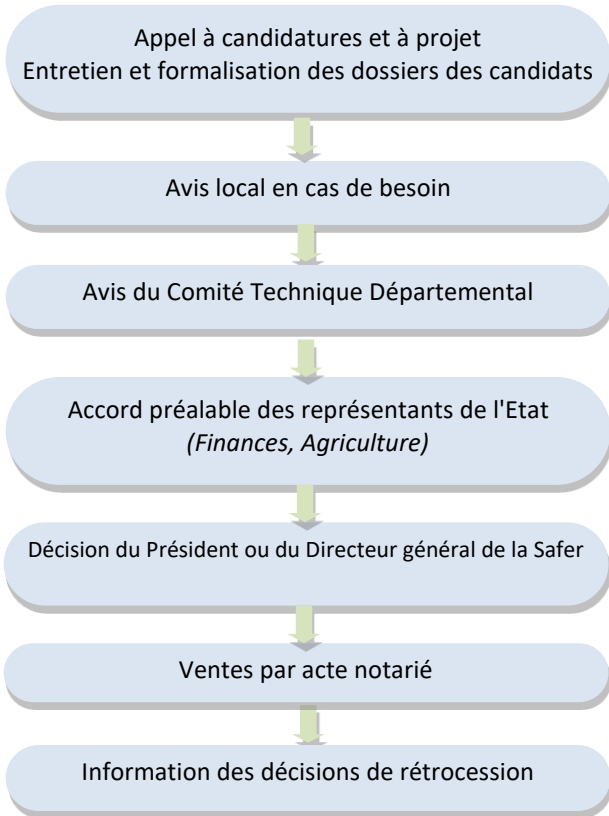 Appel à candidatures et à projet
Entretien et formalisation des dossiers des candidats
Avis local en cas de besoin
Avis du Comité Technique Départemental
Accord préalable des représentants de l'Etat
(Finances, Agriculture)
Décision du Président ou du Directeur général de la Safer
Ventes par acte notarié
Information des décisions de rétrocession